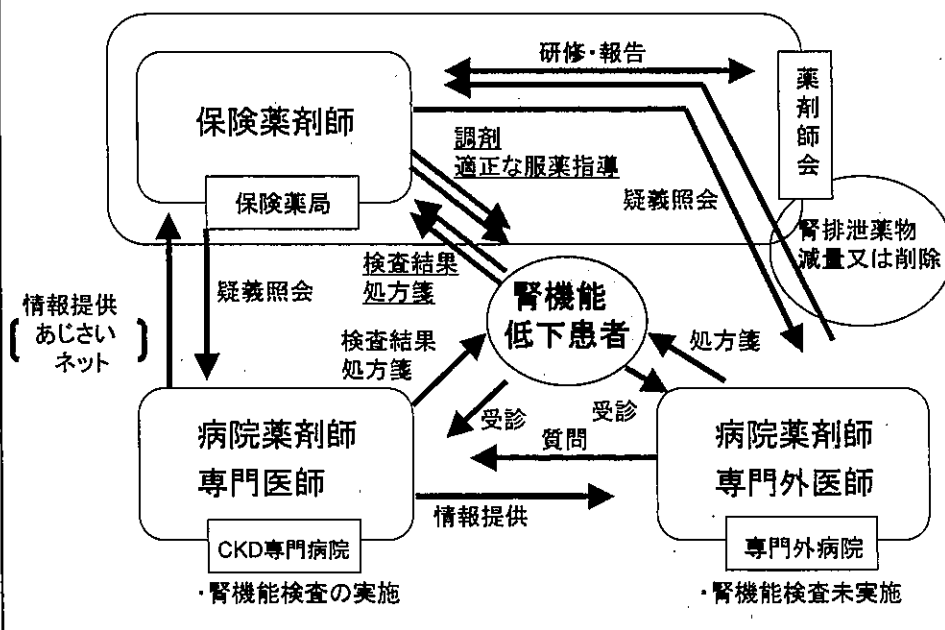 研修・報告
薬剤師会
保険薬剤師
保険薬局
調剤
適正な服薬指導
疑義照会
腎排泄薬物
減量又は削除
検査結果
処方箋
疑義照会
情報提供
あじさい
ネット
腎機能
低下患者
検査結果
処方箋
処方箋
受診
受診
質問
病院薬剤師
専門医師
CKD専門病院
・腎機能検査の実施
情報提供
病院薬剤師
専門外医師
専門外病院
・腎機能検査未実施